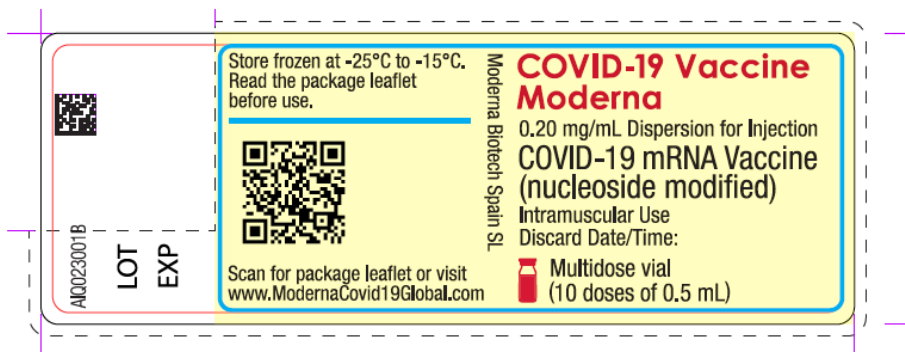 AIQ023001B
LOT
EXP
Store frozen at -25°C to -15°C.
Read the package leaflet
before use.
Scan for package leaflet or visit
www.ModernaCovid19Global.com
Moderna Biotech Spain SL
COVID-19 Vaccine
Moderna
0.20 mg/mL Dispersion for Injection
COVID-19 mRNA Vaccine
(nucleoside modified)
Intramuscular Use
Discard Date/Time:
Multidose vial
(10 doses of 0.5 mL)